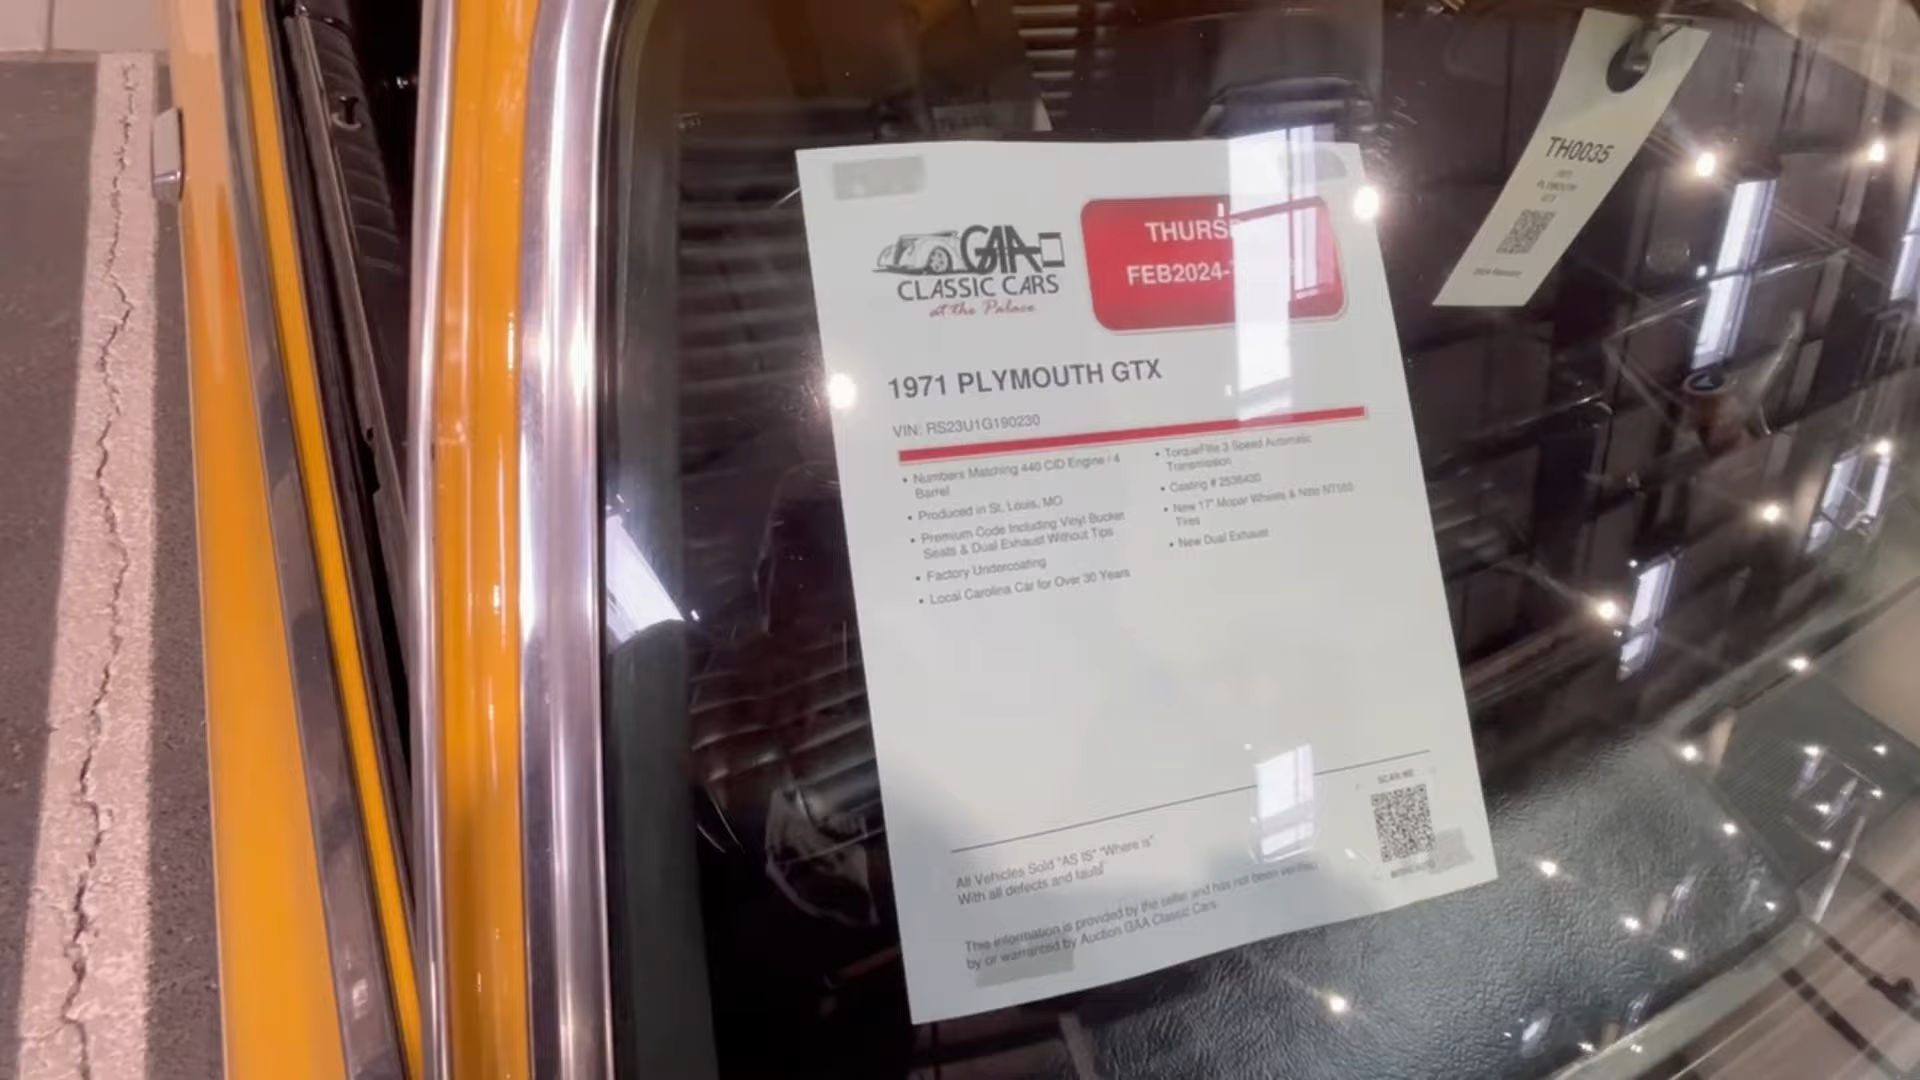 GAA
CLASSIC CARS
at the Palace
THURS
FEB2024-
1971 PLYMOUTH GTX
VIN: RS23U1G190230
• Numbers Matching 440 CID Engine / 4
Barrel
• Produced in St. Louis, MO
• Premium Code Including Vinyl Bucket
Seats & Dual Exhaust Without Tips
• Factory Undercoating
• Local Carolina Car for Over 30 Years
• TorqueFlite 3 Speed Automatic
Transmission
• Casting # 2536430
• New 17" Mopar Wheels & Nitto NT555
Tires
• New Dual Exhaust
SCAN ME
All Vehicles Sold "AS IS" "Where is"
With all defects and faults
This information is provided by the seller and has not been verified
by or warranted by Auction GAA Classic Cars.
TH0035
1971
PLYMOUTH
GTX